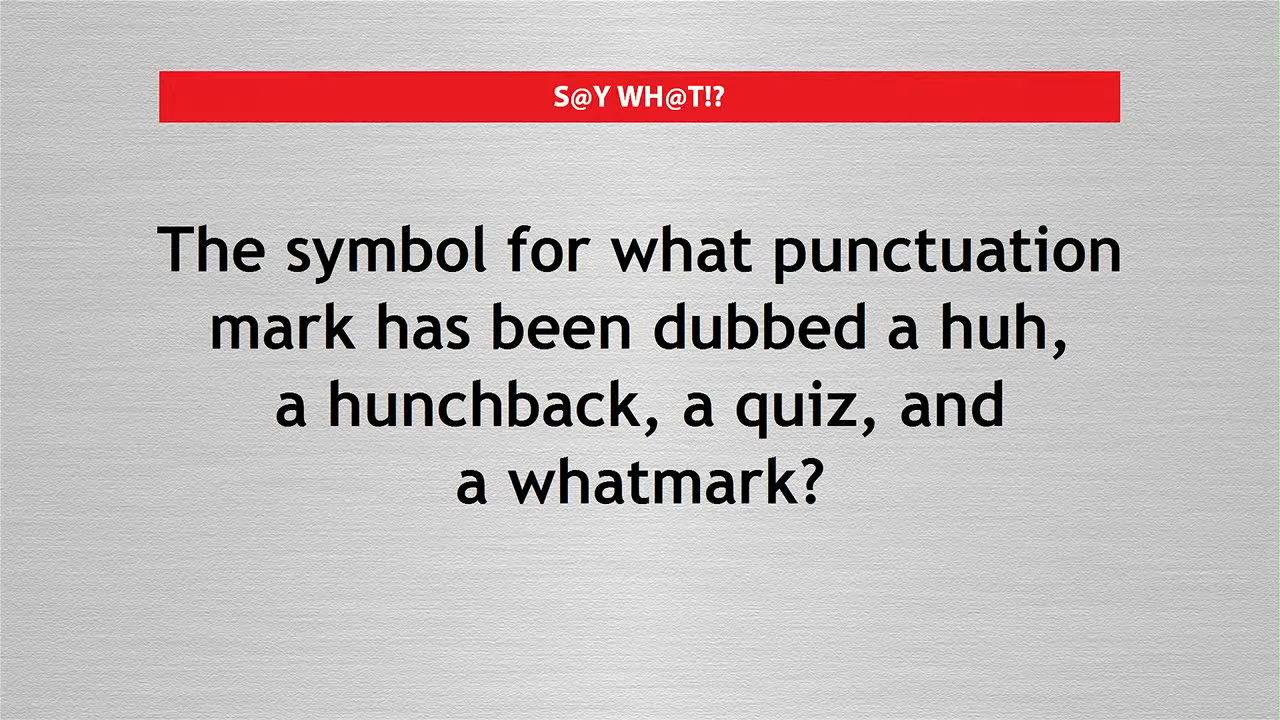 S@Y WH@T!?
The symbol for what punctuation
mark has been dubbed a huh,
a hunchback, a quiz, and
a whatmark?